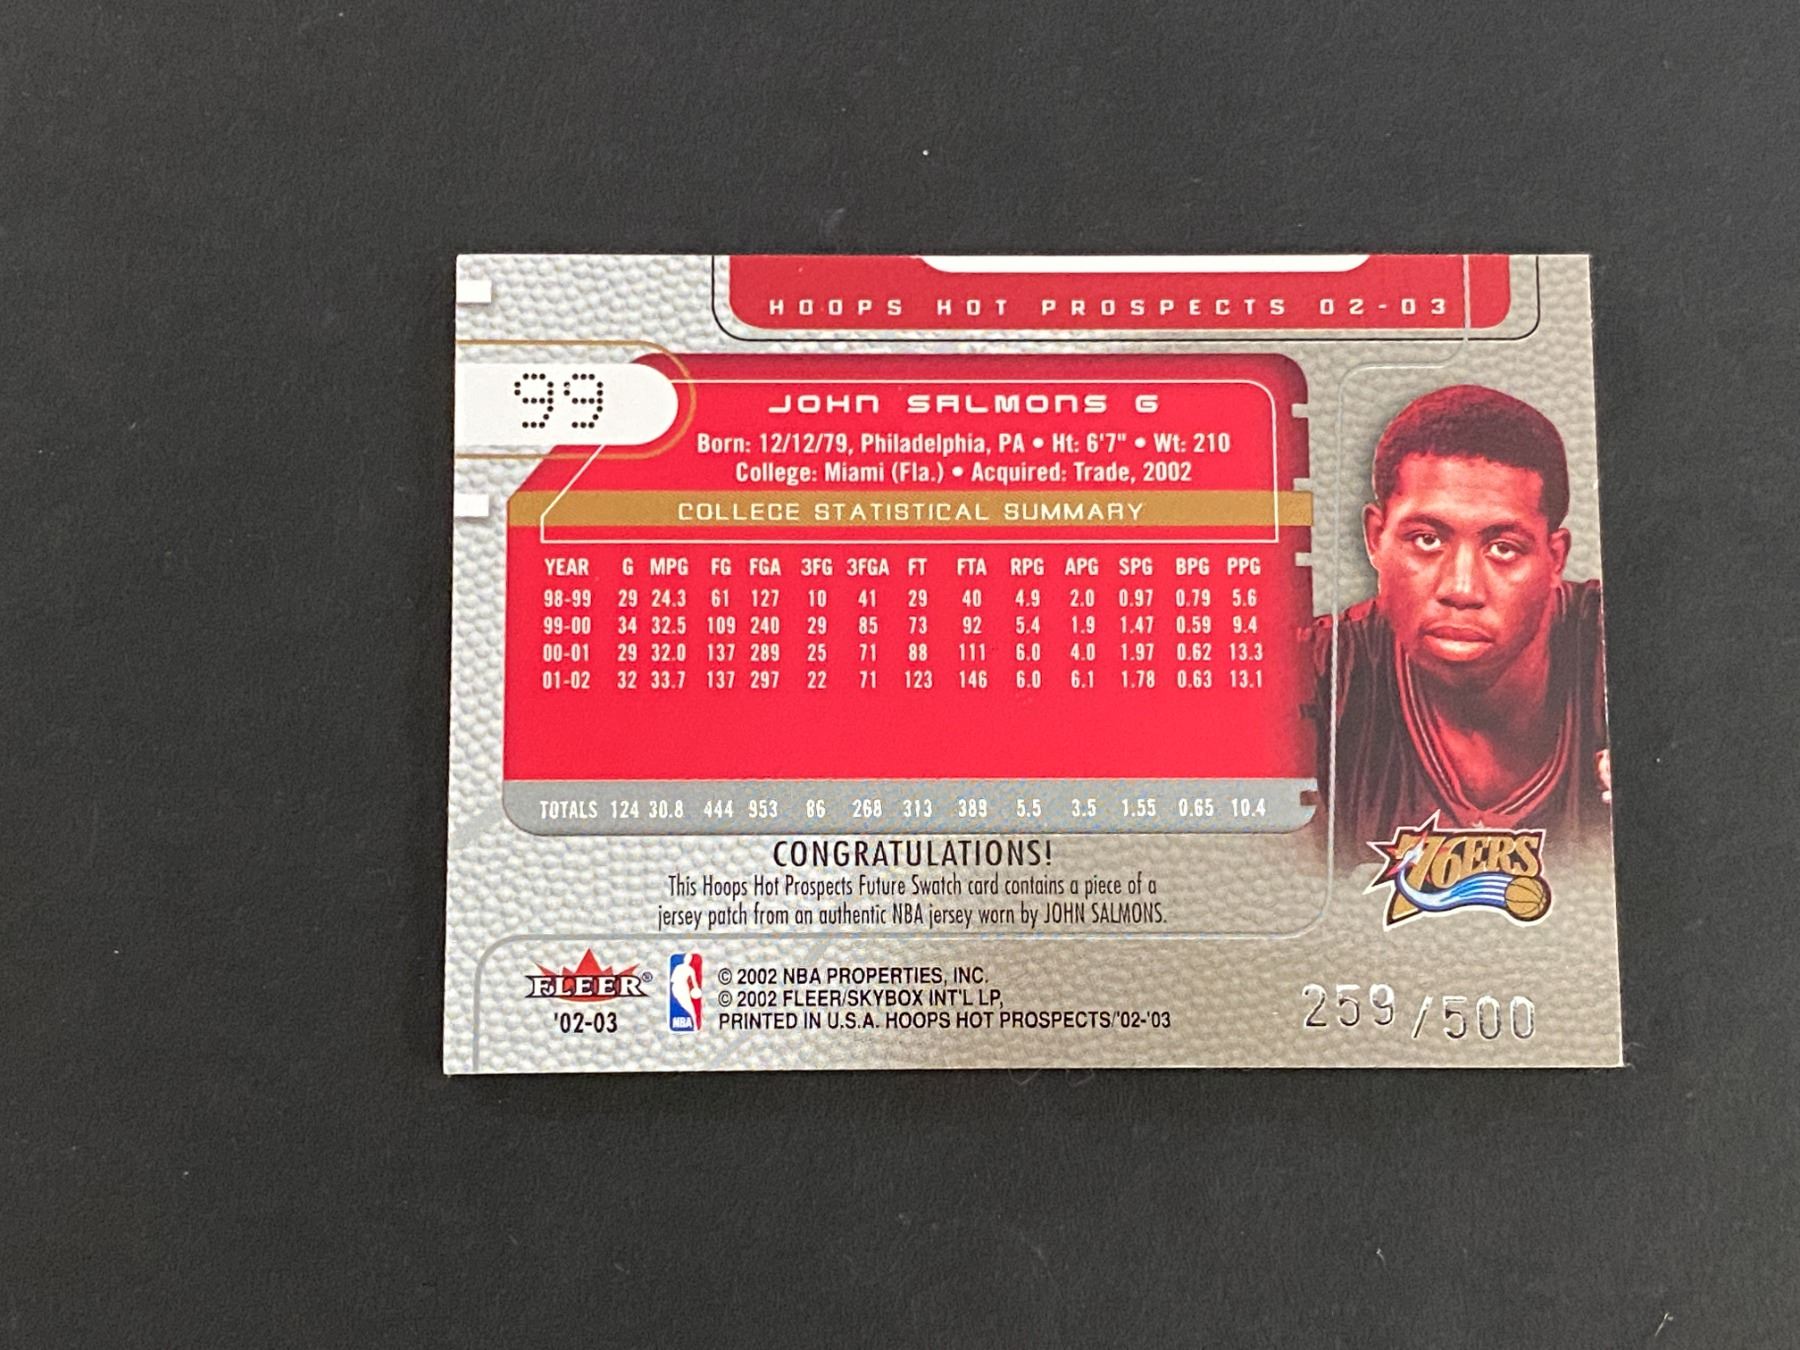 HOOPS HOT PROSPECTS 02-03
99
JOHN SALMONS G
Born: 12/12/79, Philadelphia, PA • Ht: 6'7" • Wt: 210
College: Miami (Fla.) • Acquired: Trade, 2002
COLLEGE STATISTICAL SUMMARY
YEAR G MPG FG FGA 3FG 3FGA FT FTA RPG APG SPG BPG PPG
98-99 29 24.3 61 127 10 41 29 40 4.9 2.0 0.97 0.79 5.6
99-00 34 32.5 109 240 29 85 73 92 5.4 1.9 1.47 0.59 9.4
00-01 29 32.0 137 289 25 71 88 111 6.0 4.0 1.97 0.62 13.3
01-02 32 33.7 137 297 22 71 123 146 6.0 6.1 1.78 0.63 13.1
TOTALS 124 30.8 444 953 86 268 313 389 5.5 3.5 1.55 0.65 10.4
CONGRATULATIONS!
This Hoops Hot Prospects Future Swatch card contains a piece of a
jersey patch from an authentic NBA jersey worn by JOHN SALMONS.
76ERS
FLEER®
'02-03
NBA
© 2002 NBA PROPERTIES, INC.
© 2002 FLEER/SKYBOX INT'L LP,
PRINTED IN U.S.A. HOOPS HOT PROSPECTS/'02-'03
259/500